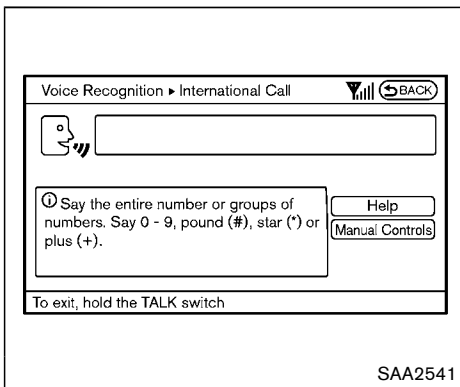 Voice Recognition ▸ International Call BACK
ⓘ Say the entire number or groups of
numbers. Say 0 - 9, pound (#), star (*) or
plus (+).
Help
Manual Controls
To exit, hold the TALK switch
SAA2541